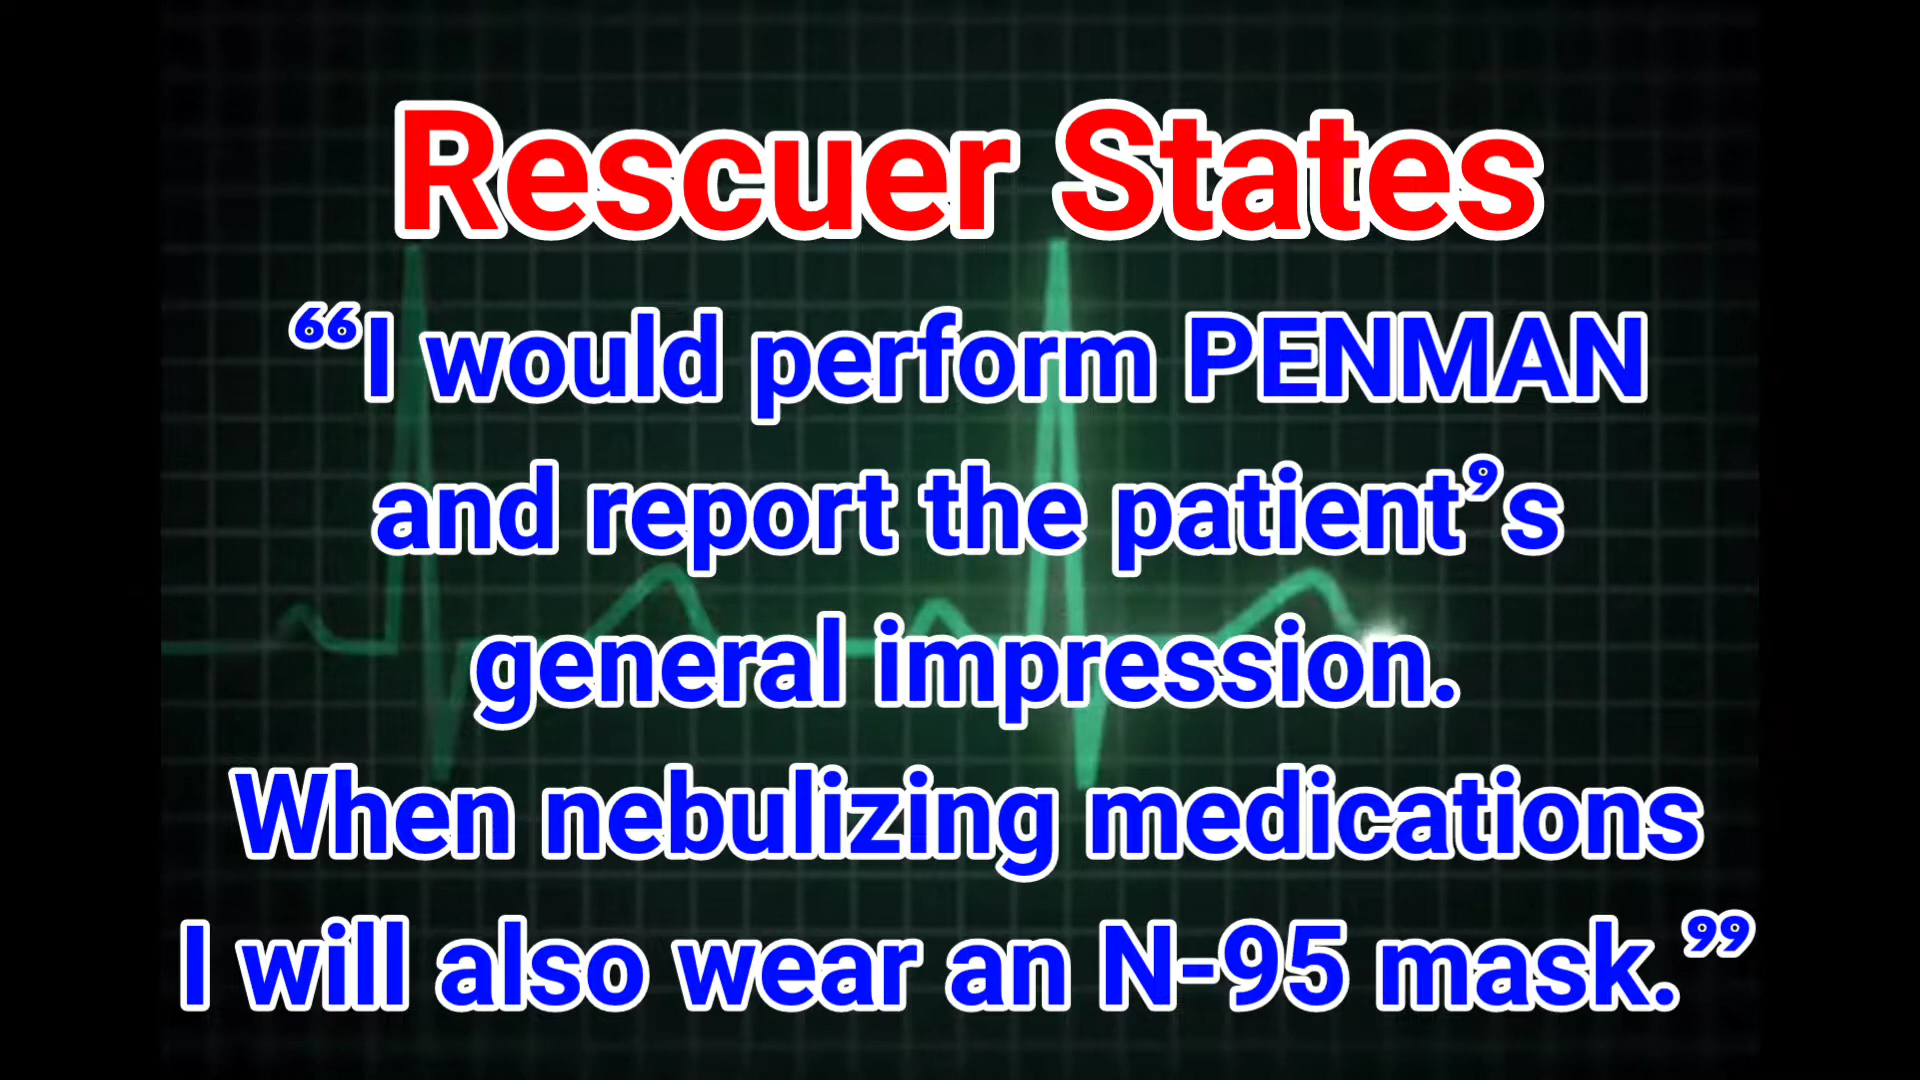 Rescuer States
“I would perform PENMAN
and report the patient’s
general impression.
When nebulizing medications
I will also wear an N-95 mask.”